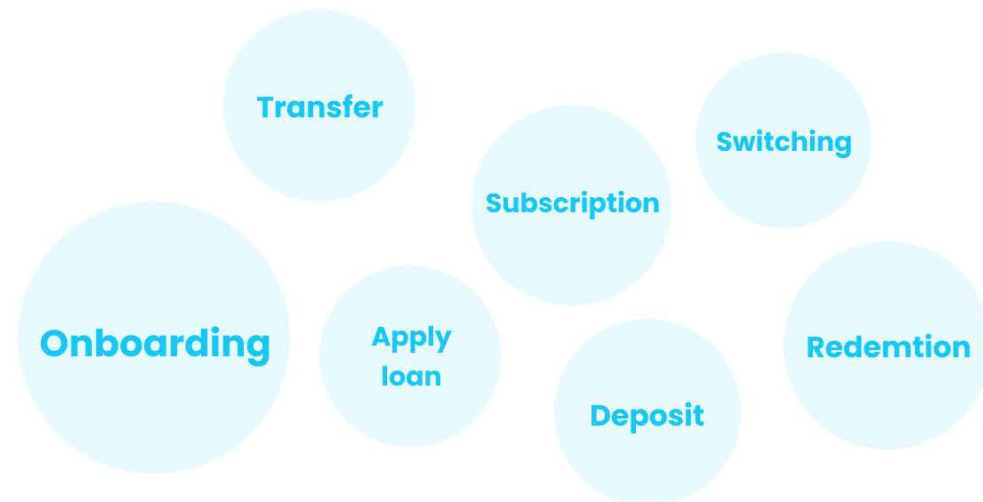 Transfer
Switching
Subscription
Onboarding
Apply
loan
Redemtion
Deposit